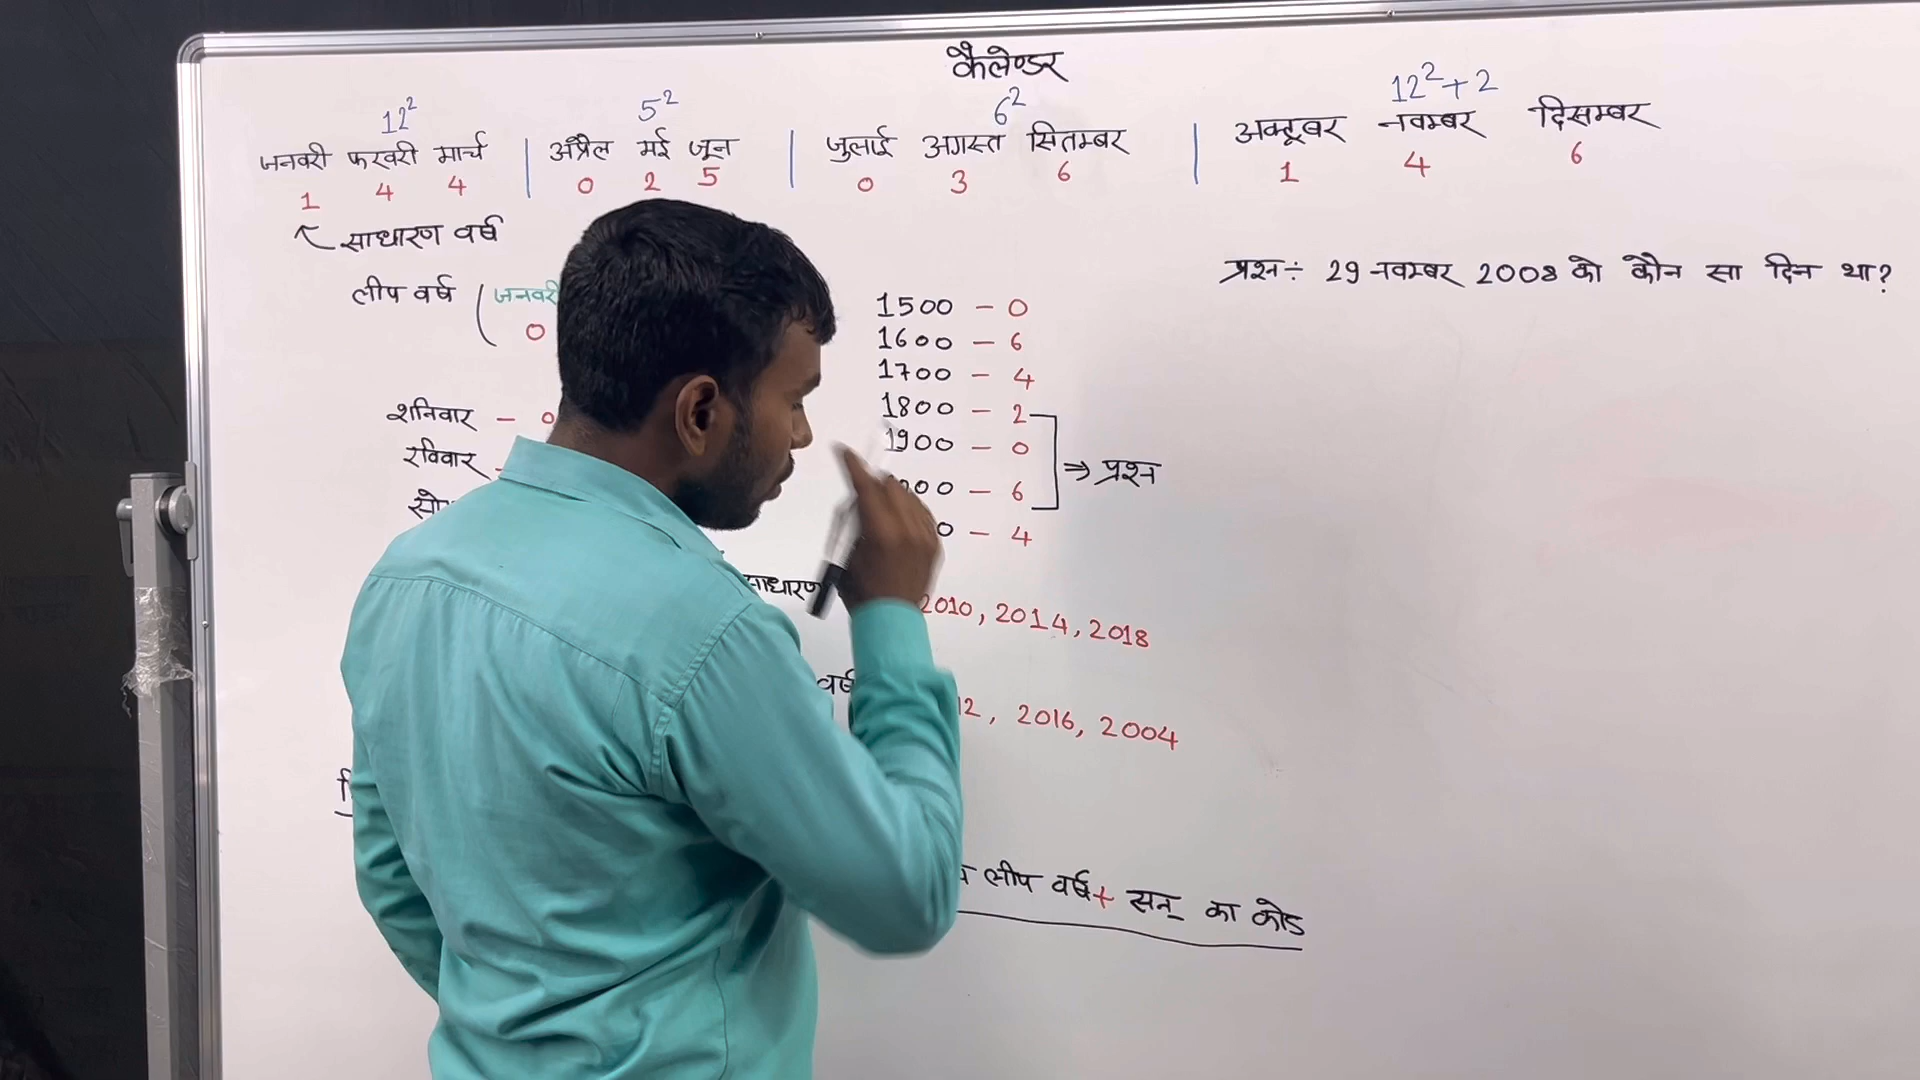 कैलेण्डर
12² 5² 6² 12²+2
जनवरी फरवरी मार्च | अप्रैल मई जून | जुलाई अगस्त सितम्बर | अक्टूबर नवम्बर दिसम्बर
1 4 4 0 2 5 0 3 6 1 4 6
साधारण वर्ष
लीप वर्ष (जनवरी
0
प्रश्न ÷ 29 नवम्बर 2008 को कौन सा दिन था?
1500 - 0
1600 - 6
1700 - 4
शनिवार - 0
1800 - 2
रविवार -
1900 - 0
⇒ प्रश्न
00 - 6
0 - 4
साधारण 2010, 2014, 2018
वर्ष 12, 2016, 2004
लीप वर्ष + सन् का कोड